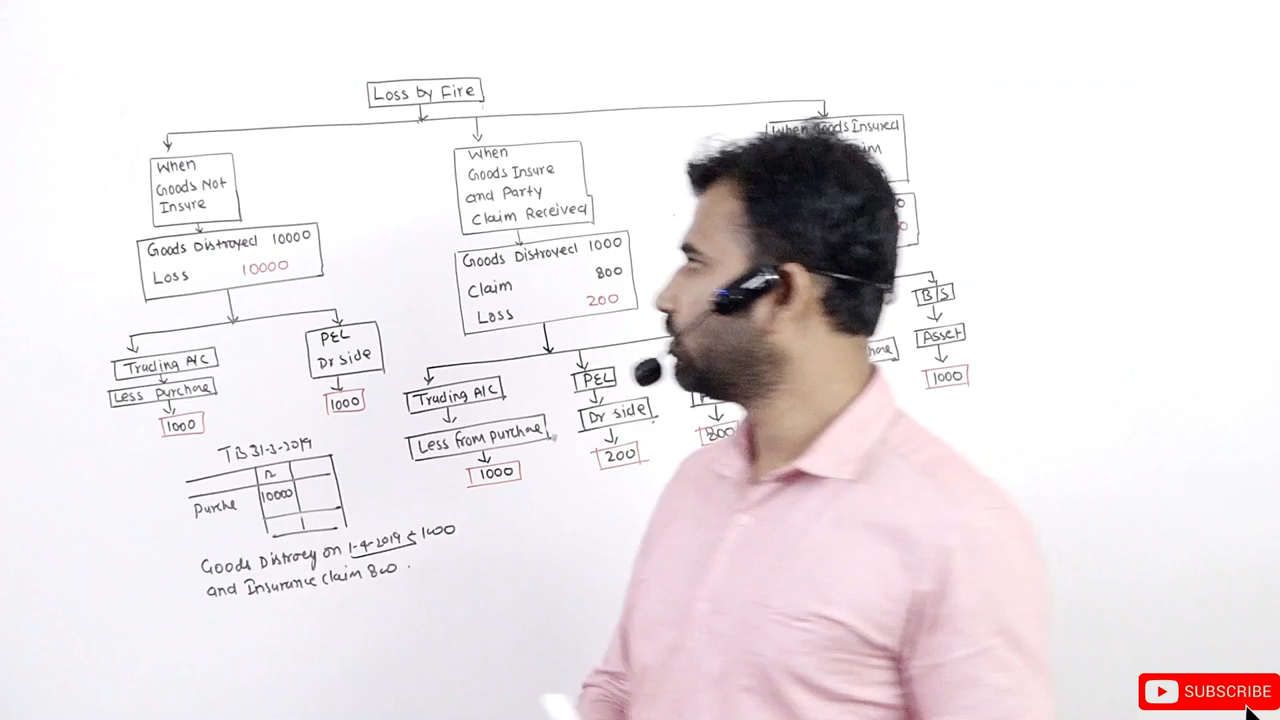 Loss by Fire
When
Goods Not
Insure
Goods Distroyed 10000
Loss 10000
Trading A/C
Less Purchase
1000
P&L
Dr side
1000
When
Goods Insure
and Party
Claim Received
Goods Distroyed 1000
Claim 800
Loss 200
Trading A/C
Less from purchase
1000
P&L
Dr side
200
800
When Goods Insured
B|S
Asset
1000
TB 31-3-2019
10000
Goods Distroey on 1-4-2019 ₹ 1000
and Insurance claim 800.
SUBSCRIBE